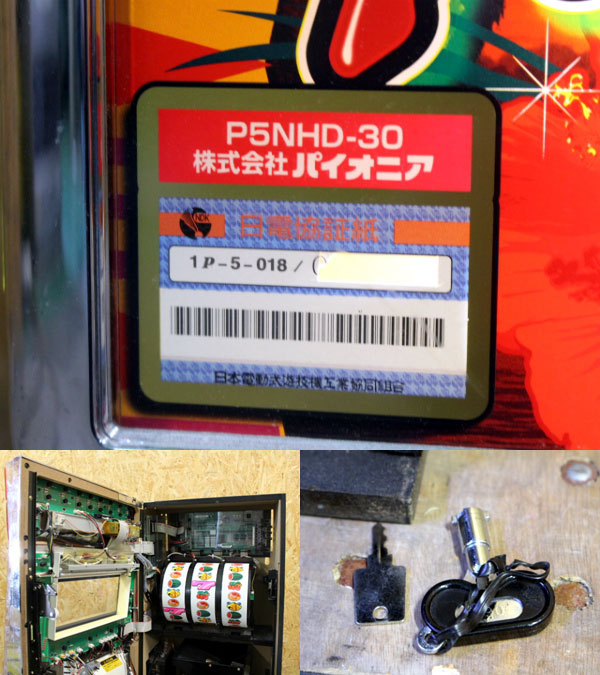 P5NHD-30
株式会社パイオニア
NDK
日電協証紙
1P-5-018 / (
日本電動式遊技機工業協同組合